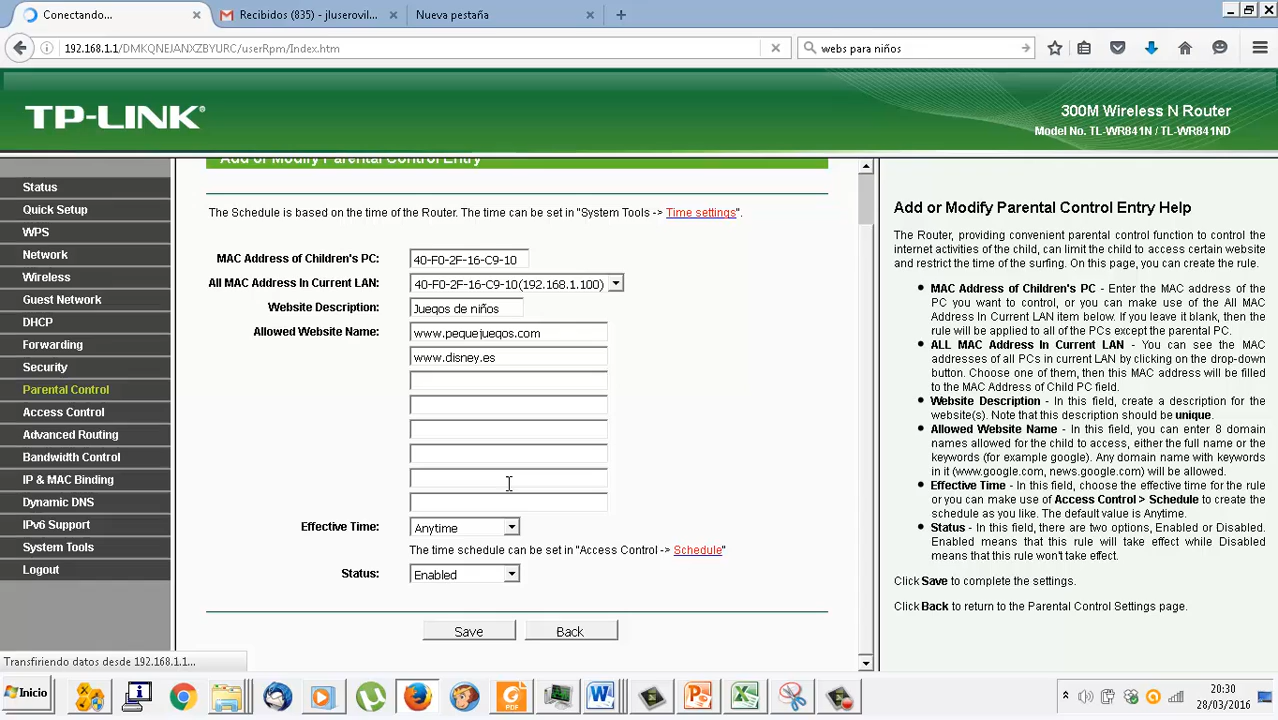 Conectando...
Recibidos (835) - jluserovil...
Nueva pestaña
192.168.1.1/DMKQNEJANXZBYURC/userRpm/Index.htm
webs para niños
TP-LINK®
300M Wireless N Router
Model No. TL-WR841N / TL-WR841ND
Status
Quick Setup
WPS
Network
Wireless
Guest Network
DHCP
Forwarding
Security
Parental Control
Access Control
Advanced Routing
Bandwidth Control
IP & MAC Binding
Dynamic DNS
IPv6 Support
System Tools
Logout
Add or Modify Parental Control Entry
The Schedule is based on the time of the Router. The time can be set in "System Tools -> Time settings".
MAC Address of Children's PC: 40-F0-2F-16-C9-10
All MAC Address In Current LAN: 40-F0-2F-16-C9-10(192.168.1.100)
Website Description: Juegos de niños
Allowed Website Name: www.pequejuegos.com
www.disney.es
Effective Time: Anytime
The time schedule can be set in "Access Control -> Schedule"
Status: Enabled
Save Back
Add or Modify Parental Control Entry Help
The Router, providing convenient parental control function to control the
internet activities of the child, can limit the child to access certain website
and restrict the time of the surfing. On this page, you can create the rule.
MAC Address of Children's PC - Enter the MAC address of the
PC you want to control, or you can make use of the All MAC
Address In Current LAN item below. If you leave it blank, then the
rule will be applied to all of the PCs except the parental PC.
ALL MAC Address In Current LAN - You can see the MAC
addresses of all PCs in current LAN by clicking on the drop-down
button. Choose one of them, then this MAC address will be filled
to the MAC Address of Child PC field.
Website Description - In this field, create a description for the
website(s). Note that this description should be unique.
Allowed Website Name - In this field, you can enter 8 domain
names allowed for the child to access, either the full name or the
keywords (for example google). Any domain name with keywords
in it (www.google.com, news.google.com) will be allowed.
Effective Time - In this field, choose the effective time for the rule
or you can make use of Access Control > Schedule to create the
schedule as you like. The default value is Anytime.
Status - In this field, there are two options, Enabled or Disabled.
Enabled means that this rule will take effect while Disabled
means that this rule won't take effect.
Click Save to complete the settings.
Click Back to return to the Parental Control Settings page.
Transfiriendo datos desde 192.168.1.1...
Inicio
PDF
20:30
28/03/2016